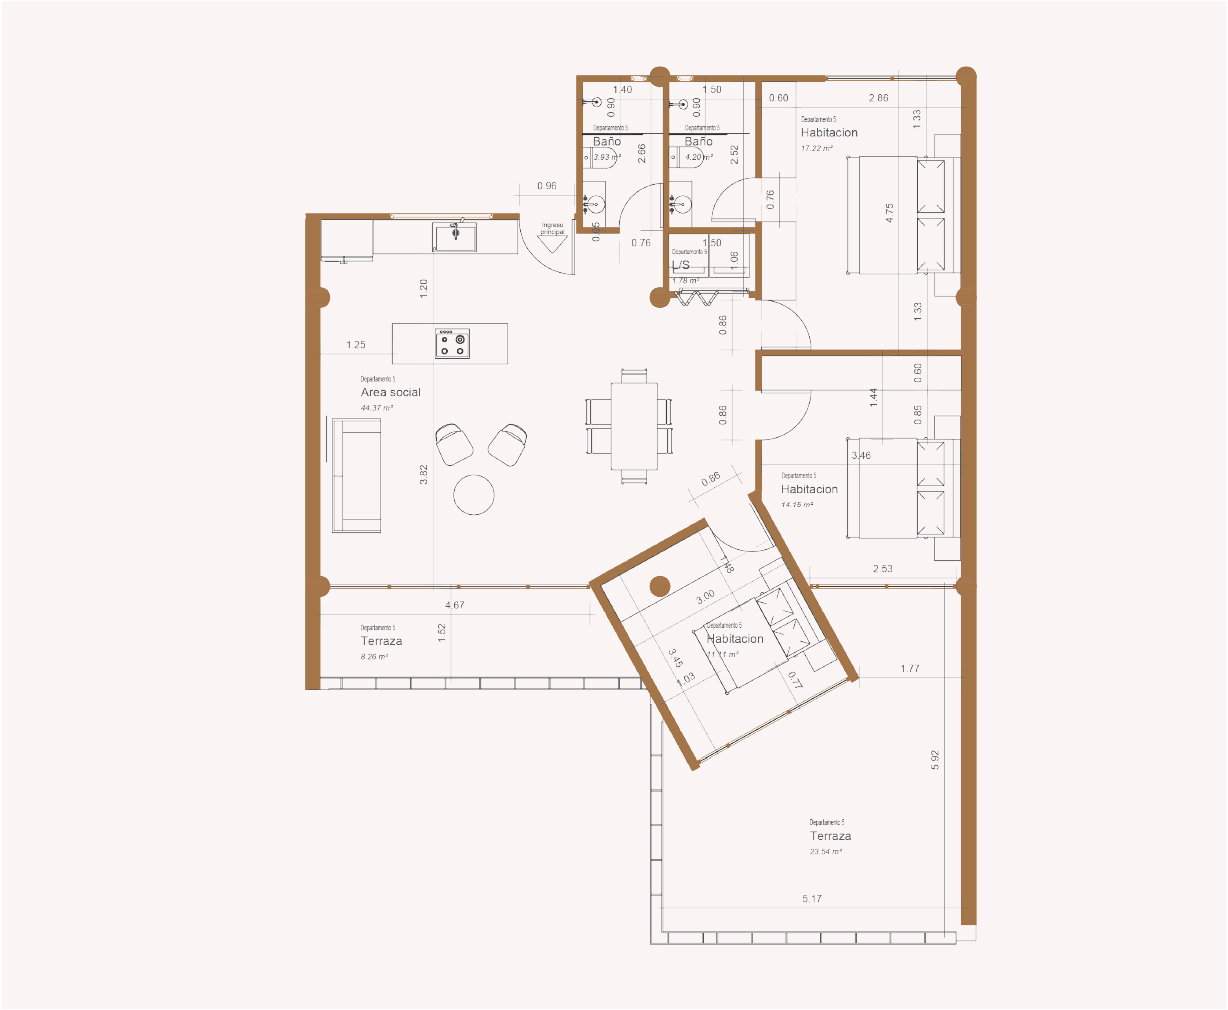 1.40
1.50
0.60
2.86
0.90
0.90
1.33
Departamento 5
Baño
3.93 m²
2.66
Departamento 5
Baño
4.20 m²
2.52
Departamento 5
Habitacion
17.22 m²
0.96
0.76
4.75
Ingreso
principal
0.76
1.50
Departamento 5
L/S
1.78 m²
1.06
1.20
0.86
1.33
1.25
Departamento 5
Area social
44.37 m²
0.60
1.44
0.86
0.85
3.82
3.46
0.86
Departamento 5
Habitacion
14.16 m²
1.48
2.53
3.00
4.67
1.52
Departamento 5
Terraza
8.26 m²
Departamento 5
Habitacion
11.11 m²
3.45
1.03
0.77
1.77
5.92
Departamento 5
Terraza
23.54 m²
5.17